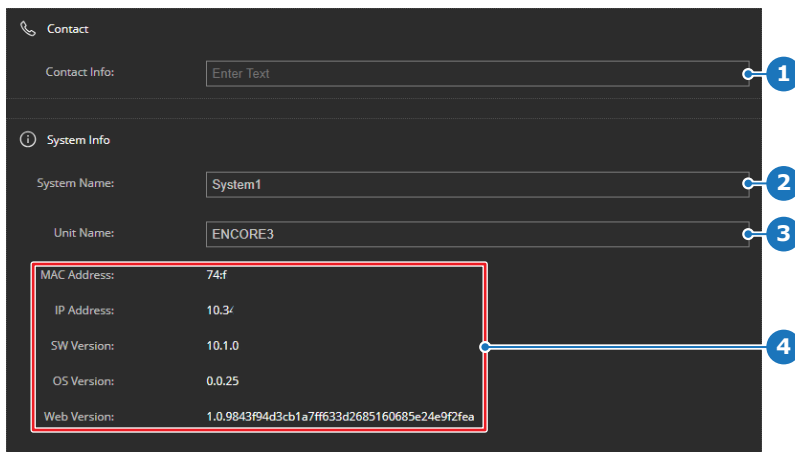 Contact
Contact Info: Enter Text 1
System Info
System Name: System1 2
Unit Name: ENCORE3 3
MAC Address: 74:f
IP Address: 10.34
SW Version: 10.1.0 4
OS Version: 0.0.25
Web Version: 1.0.9843f94d3cb1a7ff633d2685160685e24e9f2fea